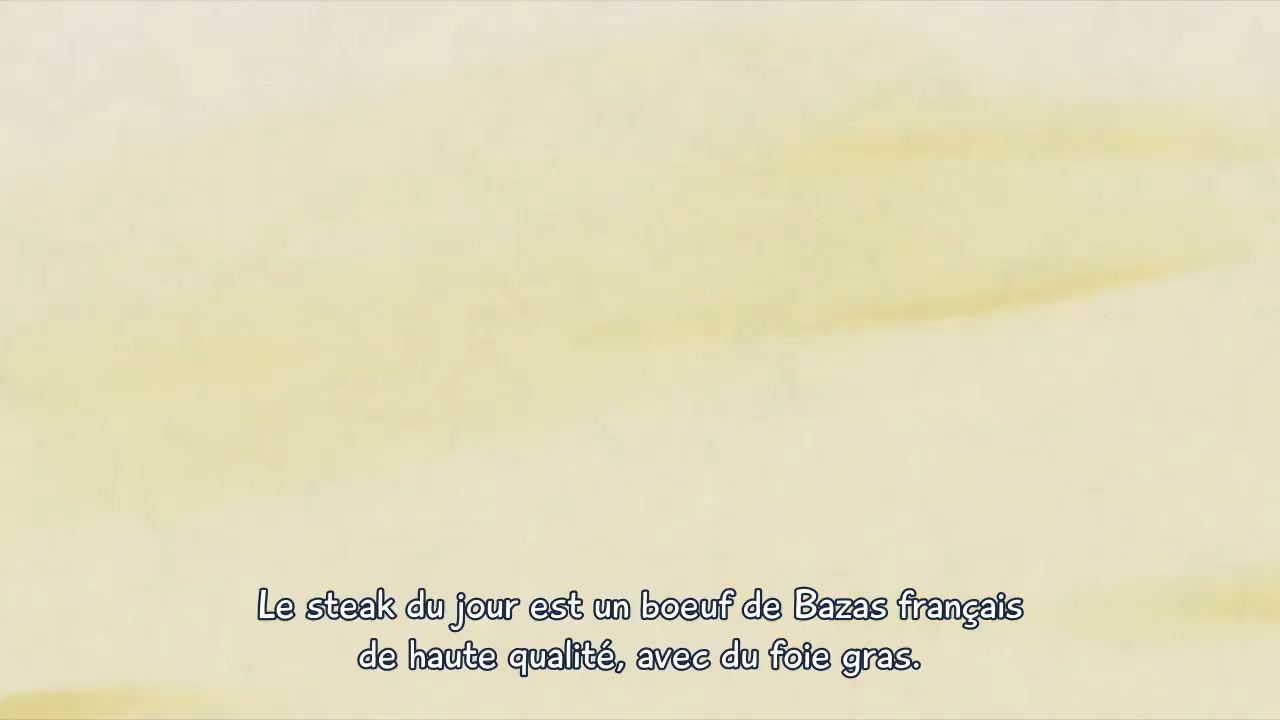 Le steak du jour est un boeuf de Bazas français
de haute qualité, avec du foie gras.